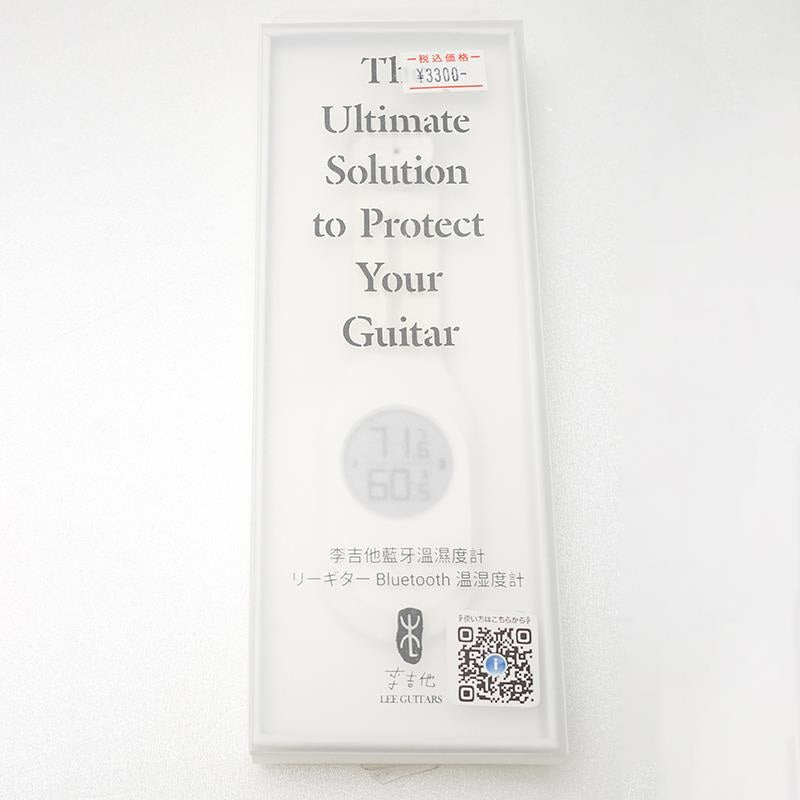 税込価格
¥3300-
The
Ultimate
Solution
to Protect
Your
Guitar
71.6
60.5
李吉他藍牙溫濕度計
リーギター Bluetooth 温湿度計
李吉他
LEE GUITARS
使い方はこちらから
i